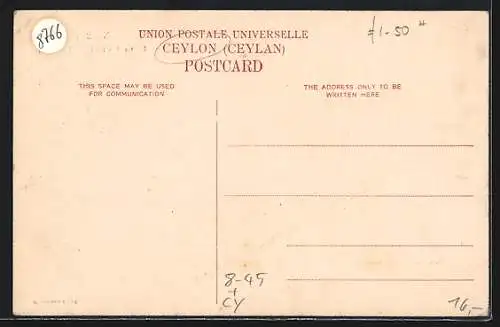 8766
UNION POSTALE UNIVERSELLE
CEYLON (CEYLAN)
POSTCARD
£1-50
THIS SPACE MAY BE USED
FOR COMMUNICATION
THE ADDRESS ONLY TO BE
WRITTEN HERE
8-45
+
CY
16,-